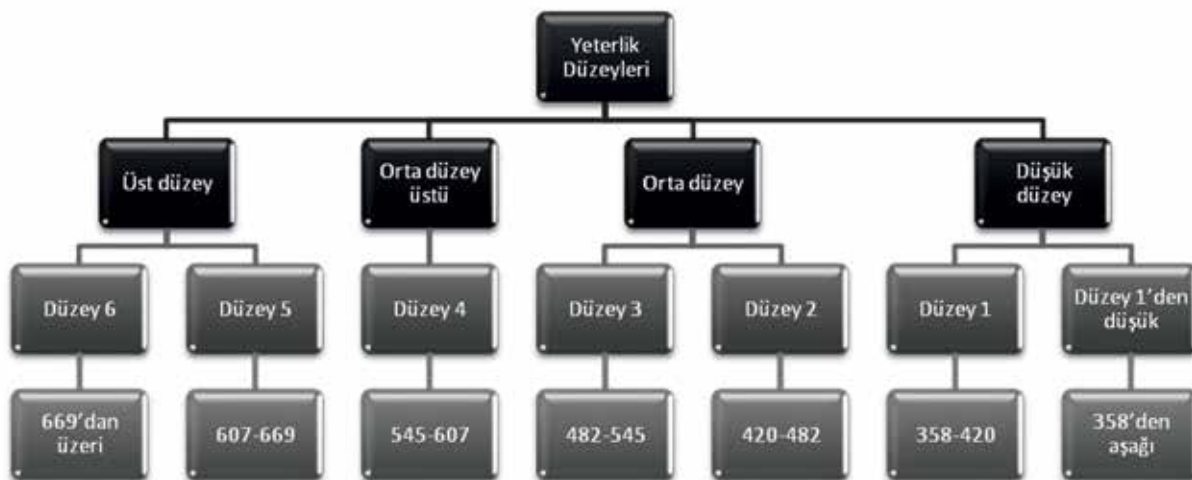 Yeterlik
Düzeyleri
Üst düzey
Orta düzey
üstü
Orta düzey
Düşük
düzey
Düzey 6
Düzey 5
Düzey 4
Düzey 3
Düzey 2
Düzey 1
Düzey 1'den
düşük
669'dan
üzeri
607-669
545-607
482-545
420-482
358-420
358'den
aşağı